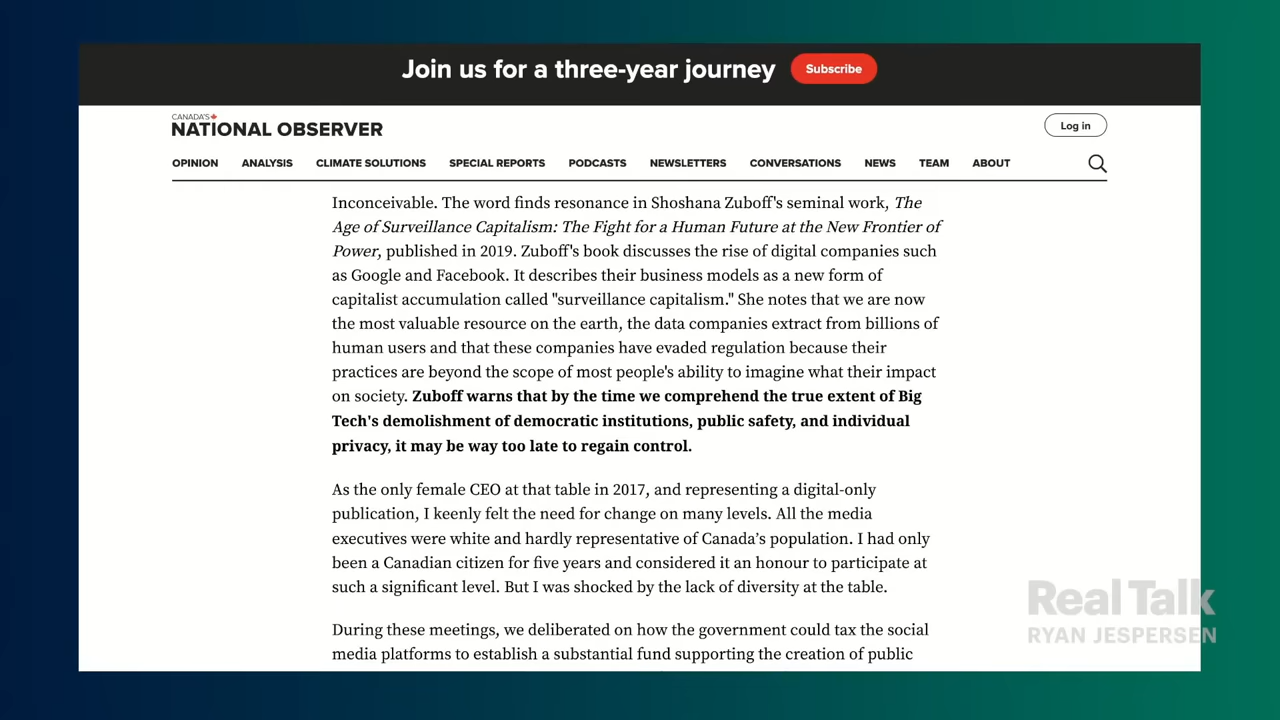 Join us for a three-year journey
Subscribe
CANADA'S
NATIONAL OBSERVER
Log in
OPINION ANALYSIS CLIMATE SOLUTIONS SPECIAL REPORTS PODCASTS NEWSLETTERS CONVERSATIONS NEWS TEAM ABOUT
Inconceivable. The word finds resonance in Shoshana Zuboff's seminal work, The
Age of Surveillance Capitalism: The Fight for a Human Future at the New Frontier of
Power, published in 2019. Zuboff's book discusses the rise of digital companies such
as Google and Facebook. It describes their business models as a new form of
capitalist accumulation called "surveillance capitalism." She notes that we are now
the most valuable resource on the earth, the data companies extract from billions of
human users and that these companies have evaded regulation because their
practices are beyond the scope of most people's ability to imagine what their impact
on society. Zuboff warns that by the time we comprehend the true extent of Big
Tech's demolishment of democratic institutions, public safety, and individual
privacy, it may be way too late to regain control.
As the only female CEO at that table in 2017, and representing a digital-only
publication, I keenly felt the need for change on many levels. All the media
executives were white and hardly representative of Canada’s population. I had only
been a Canadian citizen for five years and considered it an honour to participate at
such a significant level. But I was shocked by the lack of diversity at the table.
During these meetings, we deliberated on how the government could tax the social
media platforms to establish a substantial fund supporting the creation of public
Real Talk
RYAN JESPERSEN